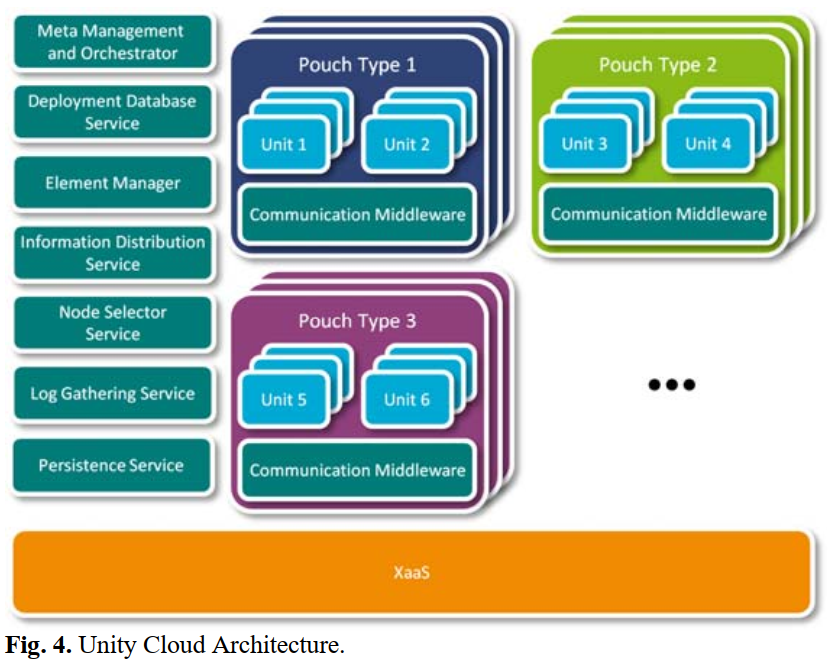 Meta Management
and Orchestrator
Deployment Database
Service
Element Manager
Information Distribution
Service
Node Selector
Service
Log Gathering Service
Persistence Service
Pouch Type 1
Unit 1
Unit 2
Communication Middleware
Pouch Type 2
Unit 3
Unit 4
Communication Middleware
Pouch Type 3
Unit 5
Unit 6
Communication Middleware
•••
XaaS
Fig. 4. Unity Cloud Architecture.